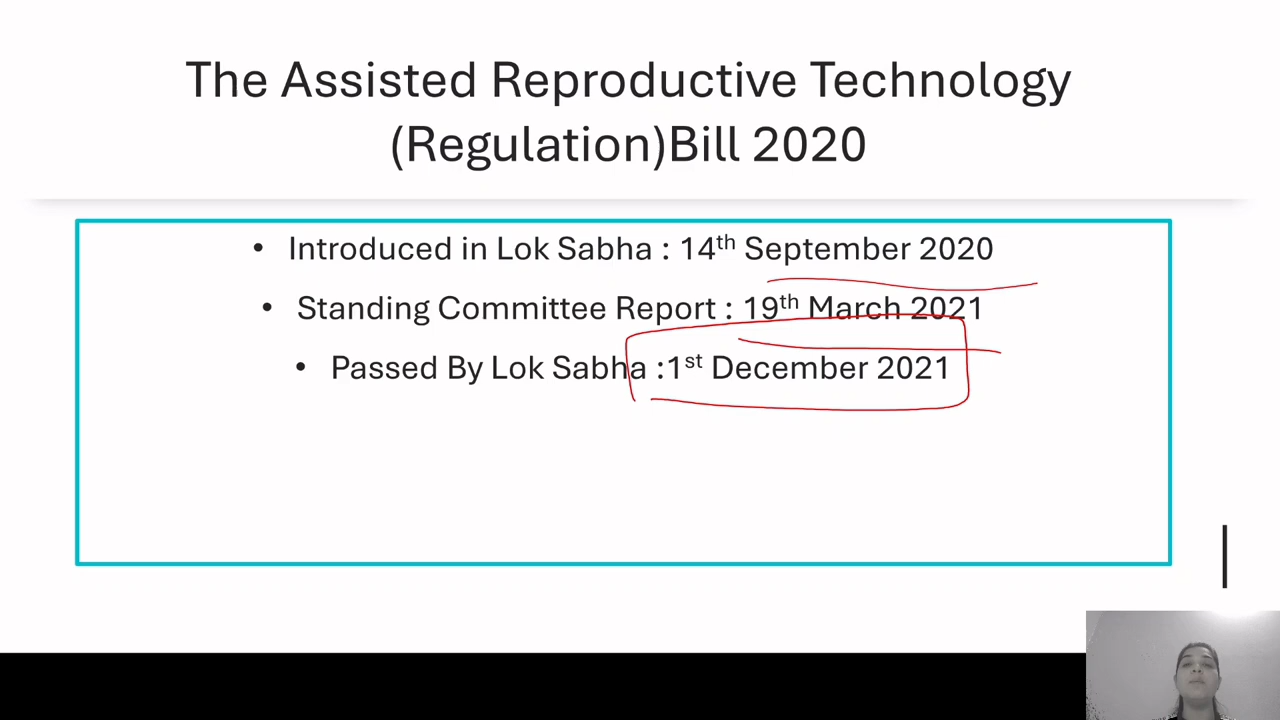 The Assisted Reproductive Technology
(Regulation)Bill 2020
• Introduced in Lok Sabha : 14th September 2020
• Standing Committee Report : 19th March 2021
• Passed By Lok Sabha :1st December 2021